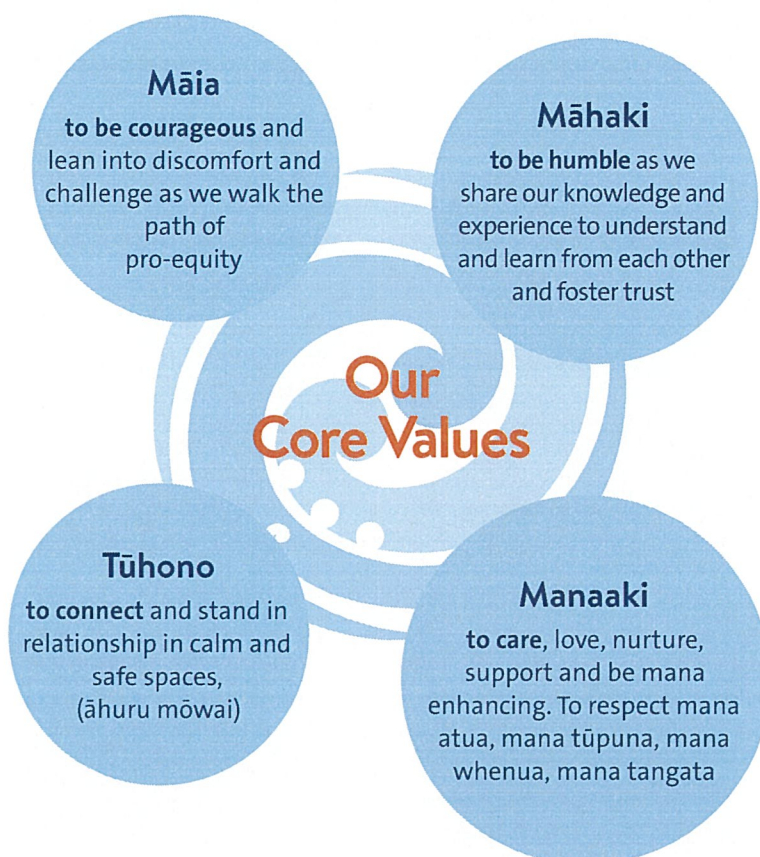 Māia
to be courageous and
lean into discomfort and
challenge as we walk the
path of
pro-equity
Māhaki
to be humble as we
share our knowledge and
experience to understand
and learn from each other
and foster trust
Our
Core Values
Tūhono
to connect and stand in
relationship in calm and
safe spaces,
(āhuru mōwai)
Manaaki
to care, love, nurture,
support and be mana
enhancing. To respect mana
atua, mana tūpuna, mana
whenua, mana tangata